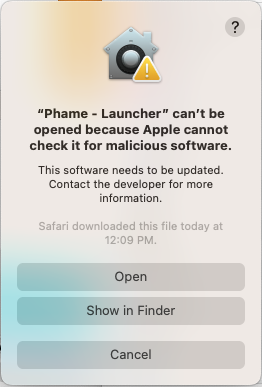 ?
“Phame - Launcher” can’t be
opened because Apple cannot
check it for malicious software.
This software needs to be updated.
Contact the developer for more
information.
Safari downloaded this file today at
12:09 PM.
Open
Show in Finder
Cancel